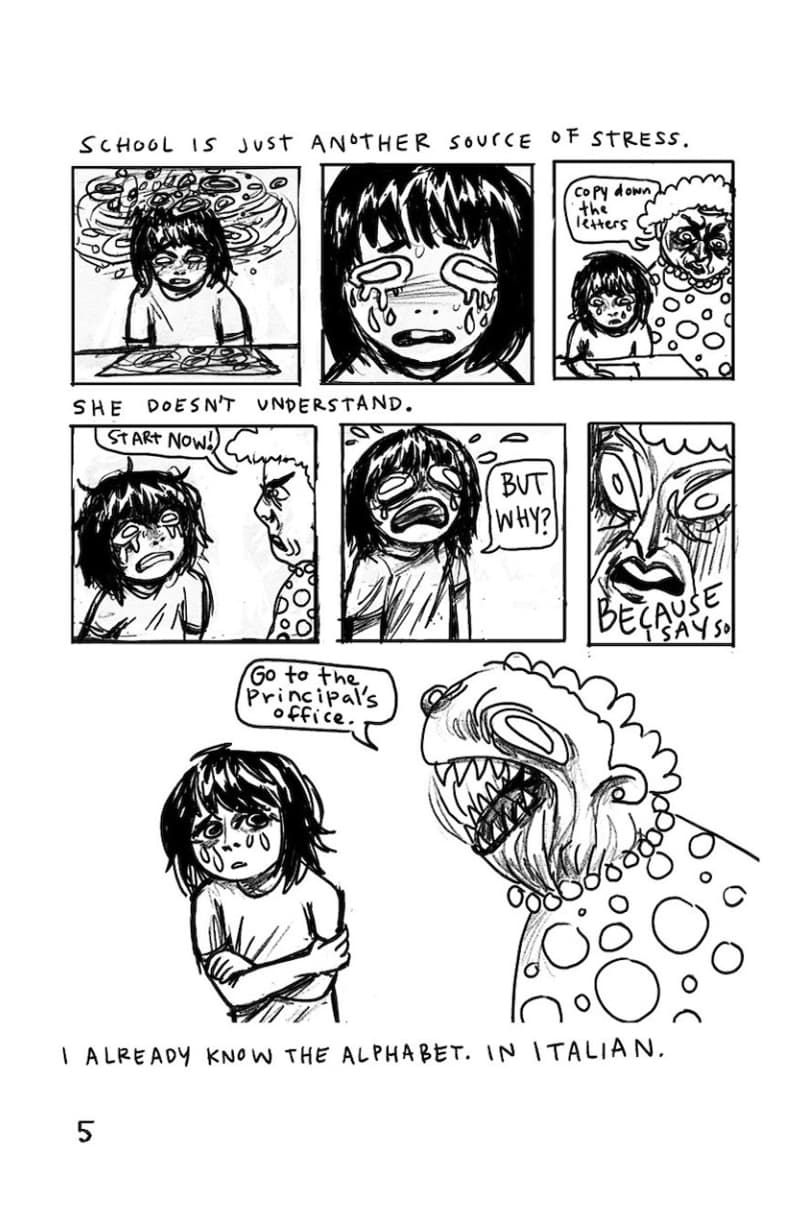 SCHOOL IS JUST ANOTHER SOURCE OF STRESS.
copy down
the
letters
SHE DOESN'T UNDERSTAND.
START NOW!
BUT
WHY?
BECAUSE
I SAY SO
Go to the
principal's
office.
I ALREADY KNOW THE ALPHABET. IN ITALIAN.
5